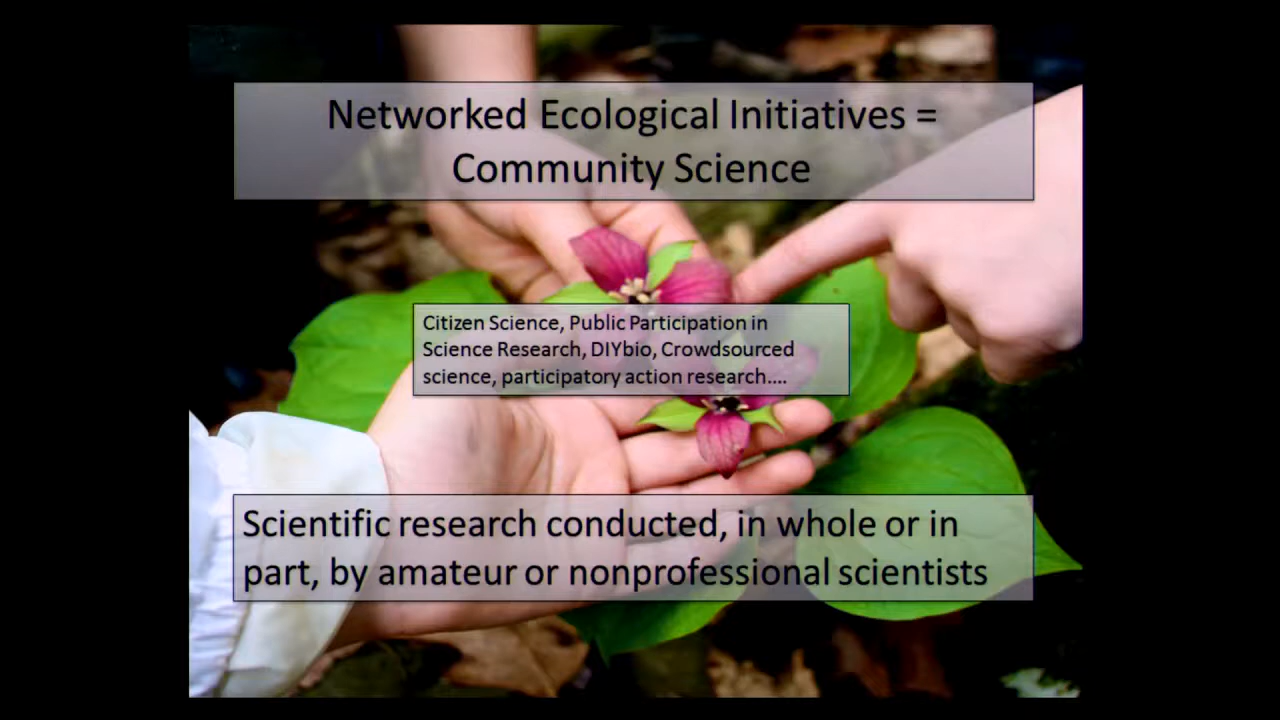 Networked Ecological Initiatives =
Community Science
Citizen Science, Public Participation in
Science Research, DIYbio, Crowdsourced
science, participatory action research....
Scientific research conducted, in whole or in
part, by amateur or nonprofessional scientists